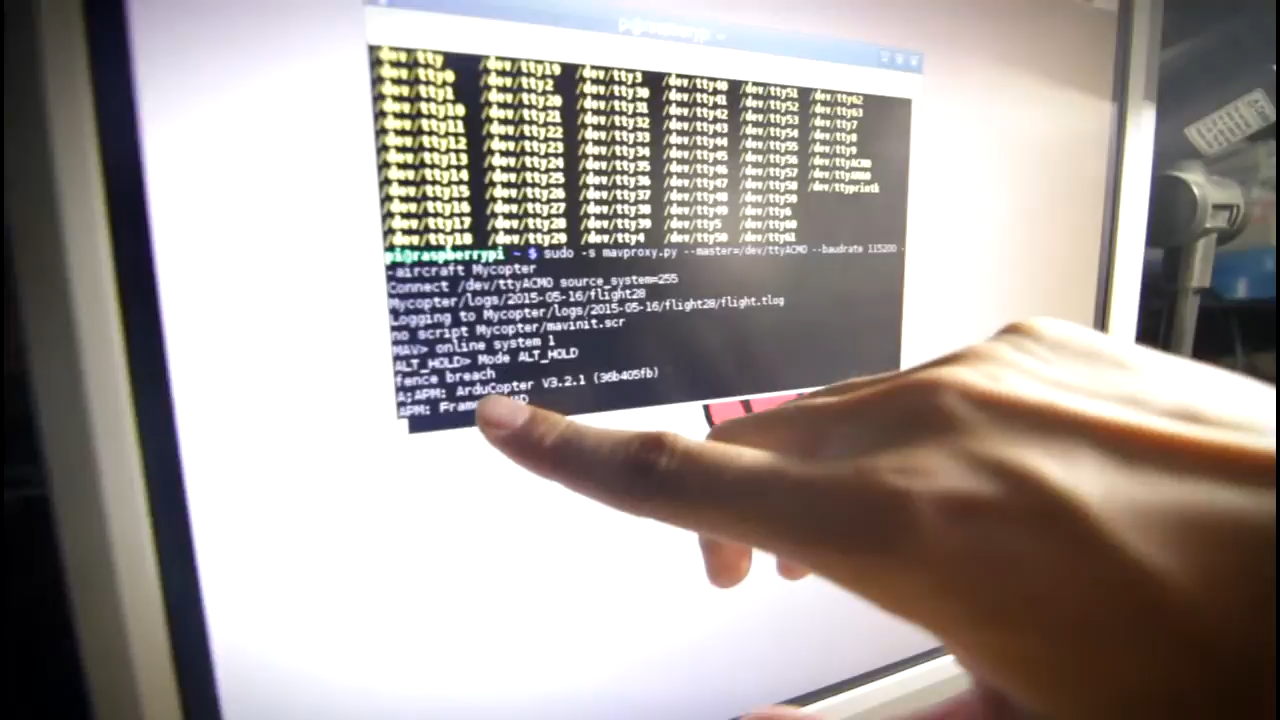 pi@raspberrypi: ~
/dev/tty /dev/tty19 /dev/tty3 /dev/tty40 /dev/tty51 /dev/tty62
/dev/tty0 /dev/tty2 /dev/tty30 /dev/tty41 /dev/tty52 /dev/tty63
/dev/tty1 /dev/tty20 /dev/tty31 /dev/tty42 /dev/tty53 /dev/tty7
/dev/tty10 /dev/tty21 /dev/tty32 /dev/tty43 /dev/tty54 /dev/tty8
/dev/tty11 /dev/tty22 /dev/tty33 /dev/tty44 /dev/tty55 /dev/tty9
/dev/tty12 /dev/tty23 /dev/tty34 /dev/tty45 /dev/tty56 /dev/ttyACM0
/dev/tty13 /dev/tty24 /dev/tty35 /dev/tty46 /dev/tty57 /dev/ttyAMA0
/dev/tty14 /dev/tty25 /dev/tty36 /dev/tty47 /dev/tty58 /dev/ttyprintk
/dev/tty15 /dev/tty26 /dev/tty37 /dev/tty48 /dev/tty59
/dev/tty16 /dev/tty27 /dev/tty38 /dev/tty49 /dev/tty6
/dev/tty17 /dev/tty28 /dev/tty39 /dev/tty5 /dev/tty60
/dev/tty18 /dev/tty29 /dev/tty4 /dev/tty50 /dev/tty61
pi@raspberrypi ~ $ sudo -s mavproxy.py --master=/dev/ttyACM0 --baudrate 115200 -
-aircraft Mycopter
Connect /dev/ttyACM0 source_system=255
Mycopter/logs/2015-05-16/flight28
Logging to Mycopter/logs/2015-05-16/flight28/flight.tlog
no script Mycopter/mavinit.scr
MAV> online system 1
ALT_HOLD> Mode ALT_HOLD
fence breach
A;APM: ArduCopter V3.2.1 (36b405fb)
APM: